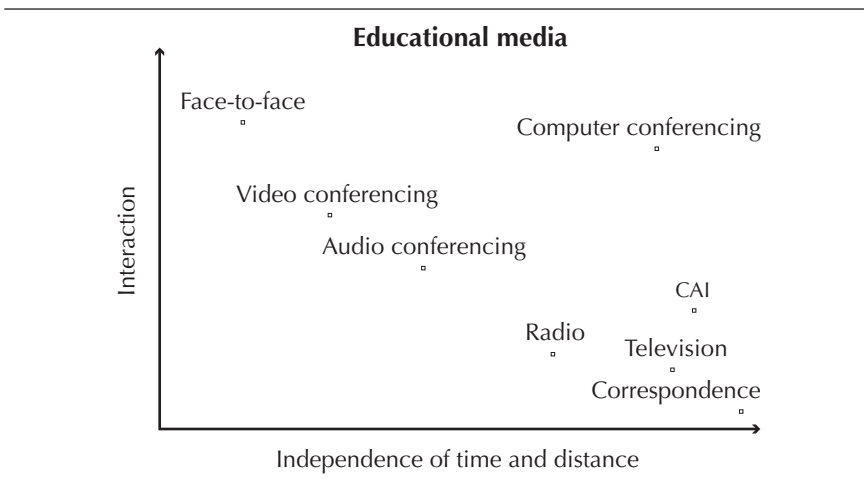 Educational media
Face-to-face
Computer conferencing
Video conferencing
Audio conferencing
Interaction
CAI
Radio
Television
Correspondence
Independence of time and distance